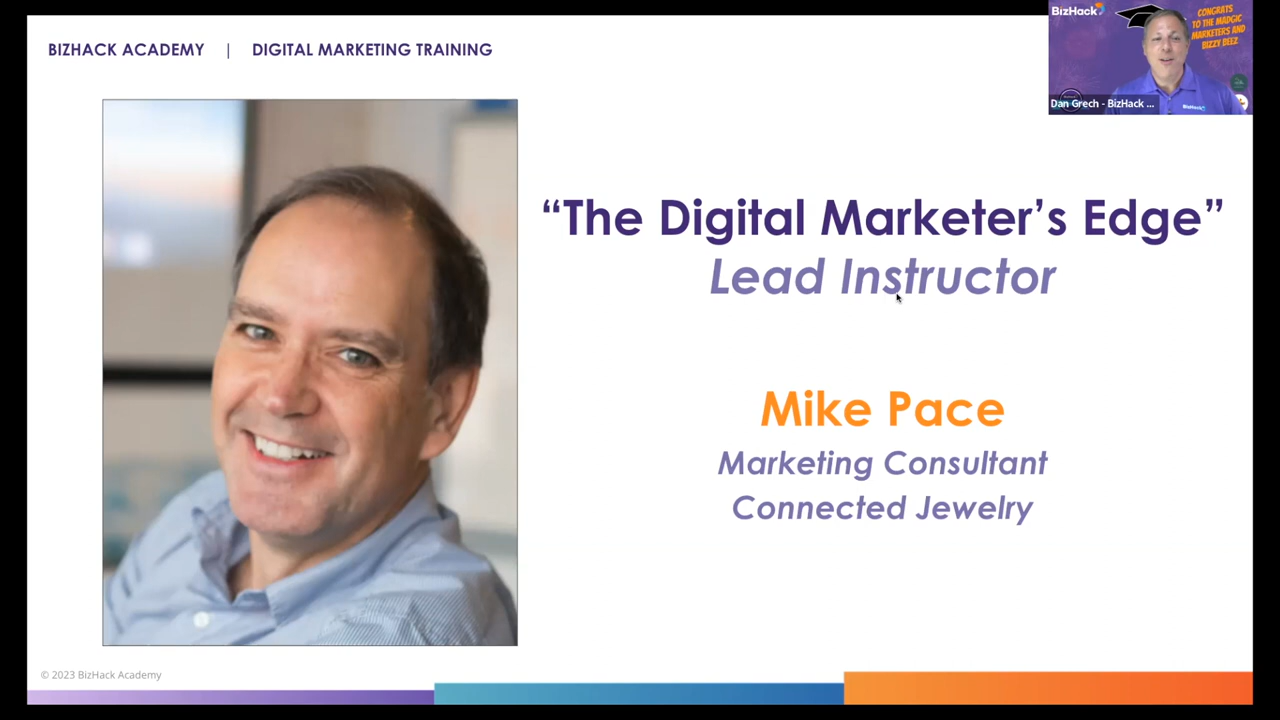 BIZHACK ACADEMY | DIGITAL MARKETING TRAINING
BizHack
CONGRATS
TO THE MADGIC
MARKETERS AND
BIZZY BEEZ
BizHack
Dan Grech - BizHack ...
“The Digital Marketer’s Edge”
Lead Instructor
Mike Pace
Marketing Consultant
Connected Jewelry
© 2023 BizHack Academy